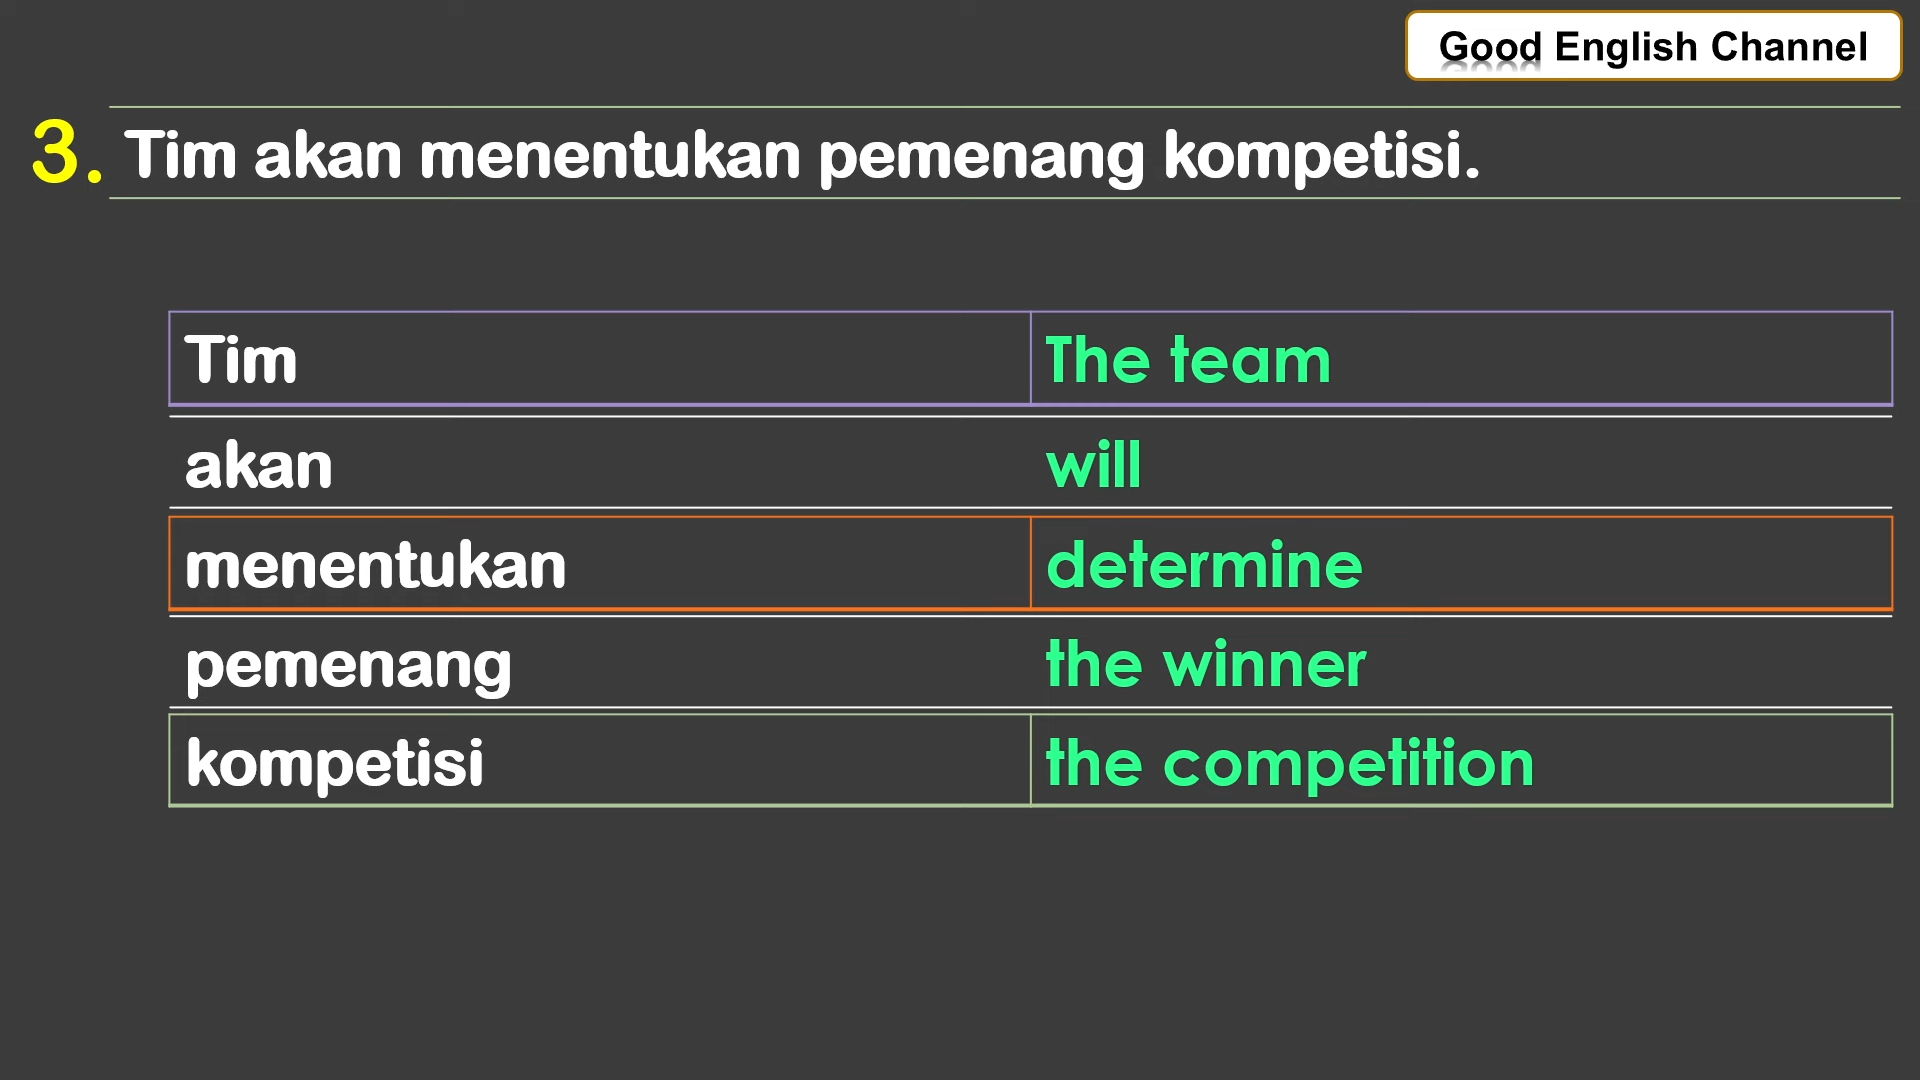 Good English Channel
3. Tim akan menentukan pemenang kompetisi.
Tim The team
akan will
menentukan determine
pemenang the winner
kompetisi the competition